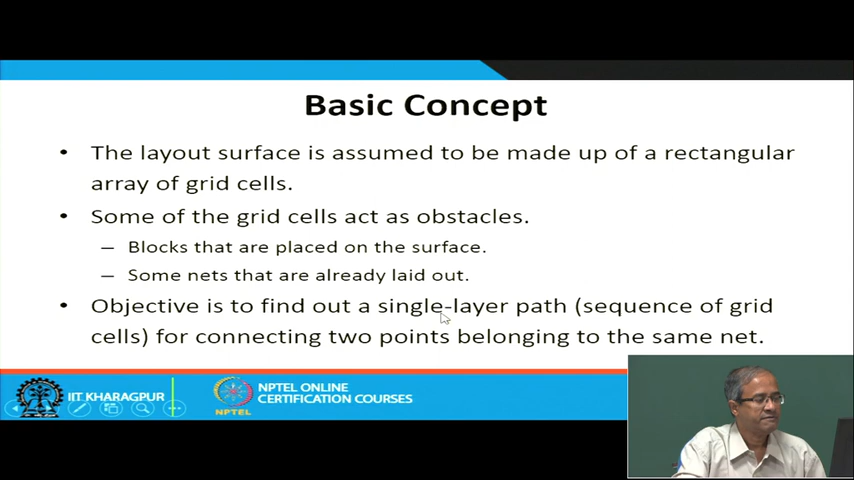 Basic Concept
• The layout surface is assumed to be made up of a rectangular
array of grid cells.
• Some of the grid cells act as obstacles.
– Blocks that are placed on the surface.
– Some nets that are already laid out.
• Objective is to find out a single-layer path (sequence of grid
cells) for connecting two points belonging to the same net.
IIT KHARAGPUR
NPTEL
NPTEL ONLINE
CERTIFICATION COURSES